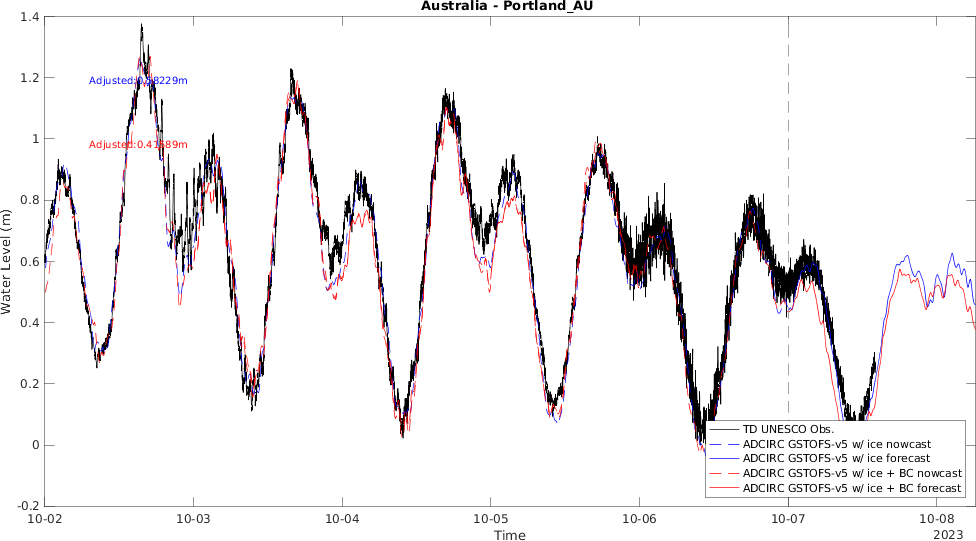 Australia - Portland_AU
1.4
1.2
1
0.8
0.6
0.4
0.2
0
-0.2
Water Level (m)
Adjusted:0.41689m
TD UNESCO Obs.
ADCIRC GSTOFS-v5 w/ ice nowcast
ADCIRC GSTOFS-v5 w/ ice forecast
ADCIRC GSTOFS-v5 w/ ice + BC nowcast
ADCIRC GSTOFS-v5 w/ ice + BC forecast
10-02
10-03
10-04
10-05
10-06
10-07
10-08
Time
2023